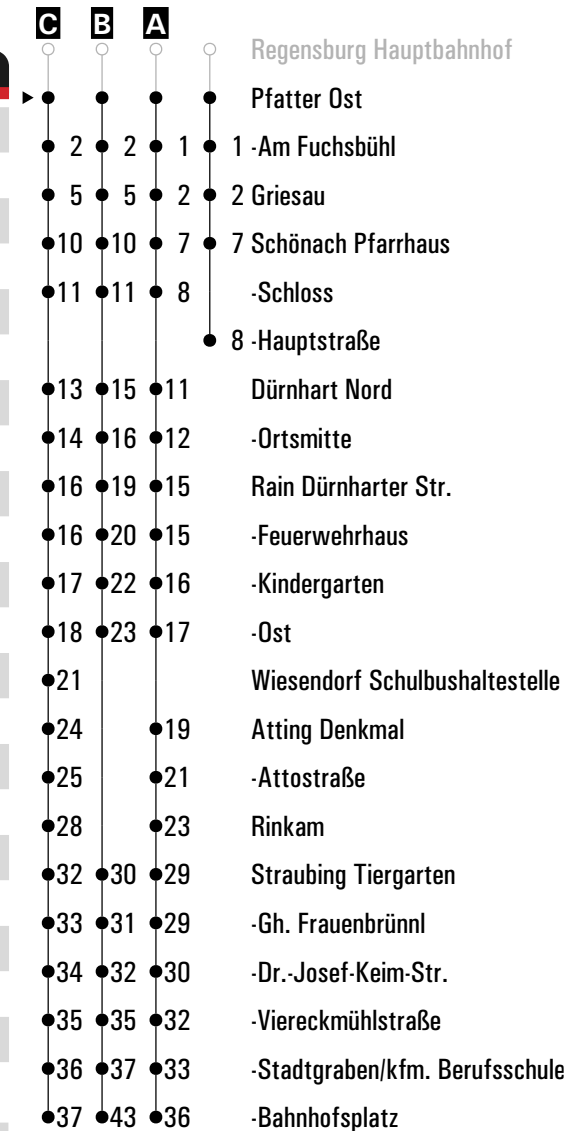 C B A
Regensburg Hauptbahnhof
Pfatter Ost
2 2 1 1 -Am Fuchsbühl
5 5 2 2 Griesau
10 10 7 7 Schönach Pfarrhaus
11 11 8 -Schloss
8 -Hauptstraße
13 15 11 Dürnhart Nord
14 16 12 -Ortsmitte
16 19 15 Rain Dürnharter Str.
16 20 15 -Feuerwehrhaus
17 22 16 -Kindergarten
18 23 17 -Ost
21 Wiesendorf Schulbushaltestelle
24 19 Atting Denkmal
25 21 -Attostraße
28 23 Rinkam
32 30 29 Straubing Tiergarten
33 31 29 -Gh. Frauenbrünnl
34 32 30 -Dr.-Josef-Keim-Str.
35 35 32 -Viereckmühlstraße
36 37 33 -Stadtgraben/kfm. Berufsschule
37 43 36 -Bahnhofsplatz